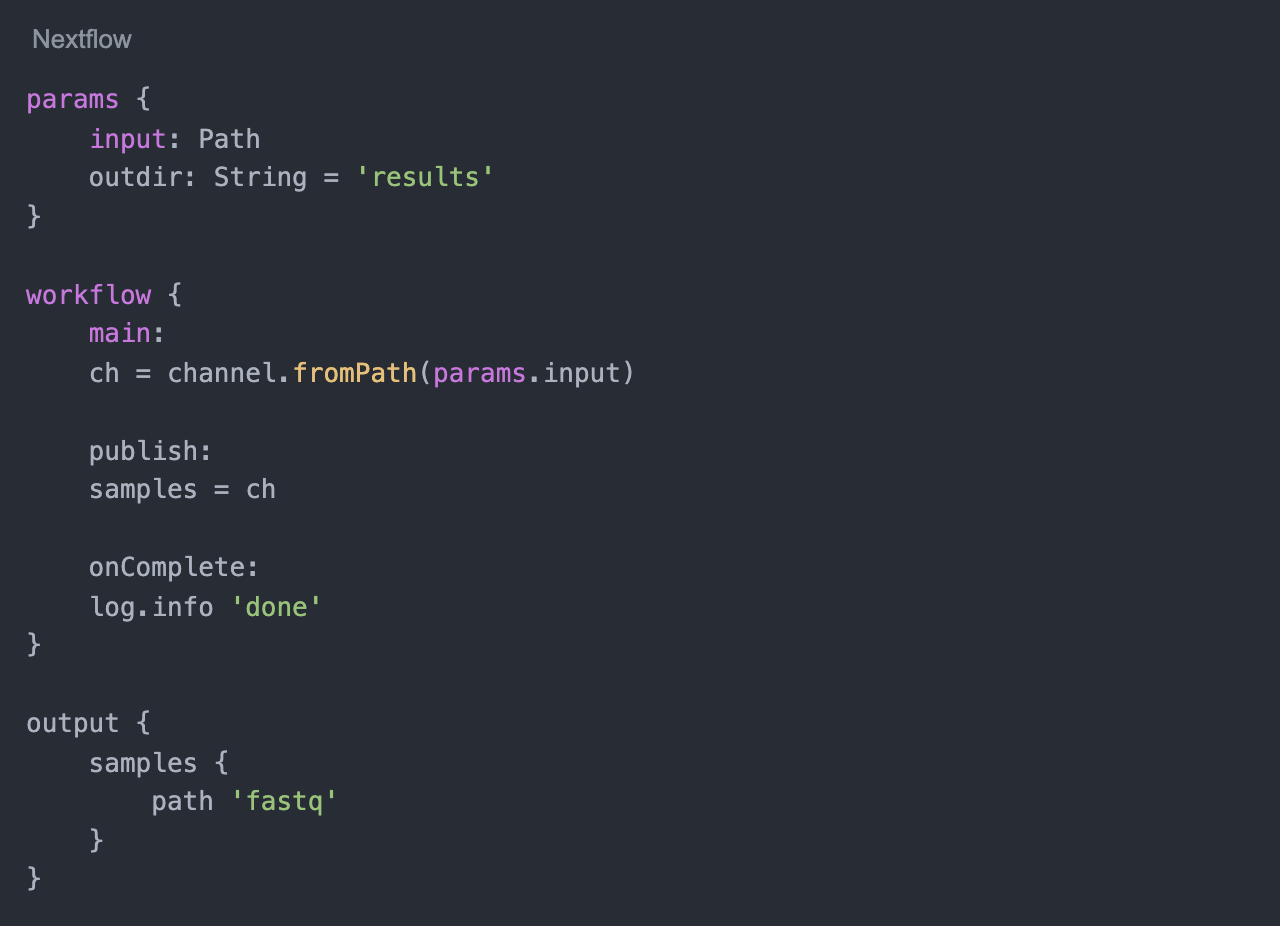 Nextflow
params {
    input: Path
    outdir: String = 'results'
}
workflow {
    main:
    ch = channel.fromPath(params.input)
    publish:
    samples = ch
    onComplete:
    log.info 'done'
}
output {
    samples {
        path 'fastq'
    }
}